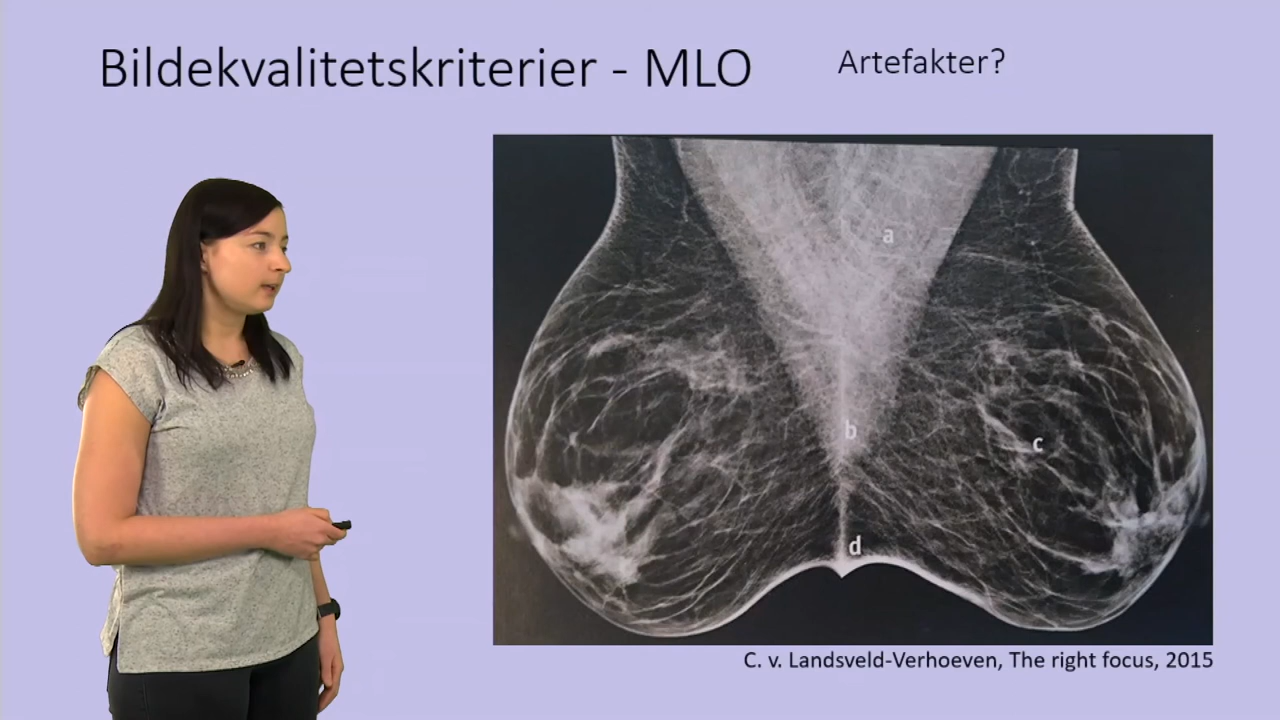 Bildekvalitetskriterier - MLO
Artefakter?
a
b
c
d
C. v. Landsveld-Verhoeven, The right focus, 2015